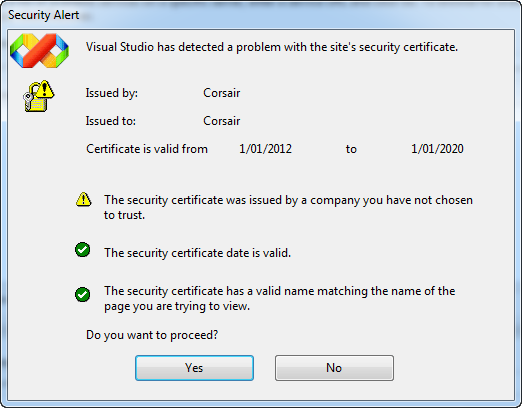 Security Alert
Visual Studio has detected a problem with the site's security certificate.
Issued by: Corsair
Issued to: Corsair
Certificate is valid from 1/01/2012 to 1/01/2020
The security certificate was issued by a company you have not chosen
to trust.
The security certificate date is valid.
The security certificate has a valid name matching the name of the
page you are trying to view.
Do you want to proceed?
Yes No